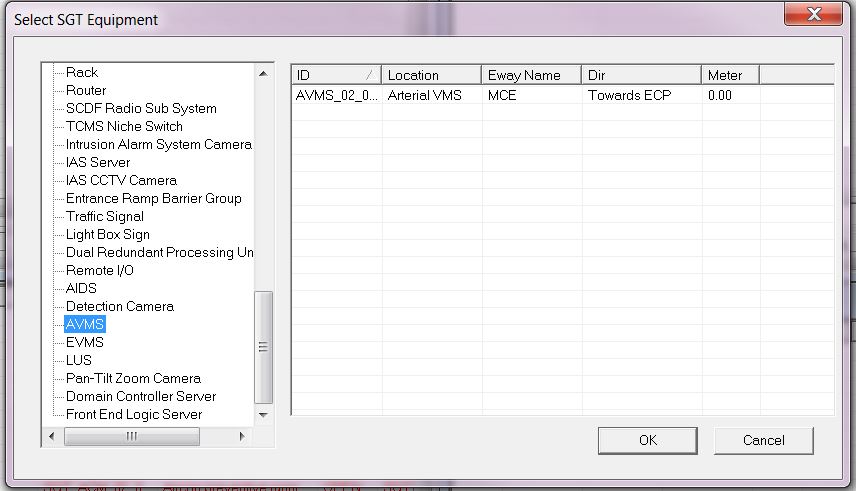 Select SGT Equipment
Rack
Router
SCDF Radio Sub System
TCMS Niche Switch
Intrusion Alarm System Camera
IAS Server
IAS CCTV Camera
Entrance Ramp Barrier Group
Traffic Signal
Light Box Sign
Dual Redundant Processing Un
Remote I/O
AIDS
Detection Camera
AVMS
EVMS
LUS
Pan-Tilt Zoom Camera
Domain Controller Server
Front End Logic Server
ID Location Eway Name Dir Meter
AVMS_02_0... Arterial VMS MCE Towards ECP 0.00
OK Cancel